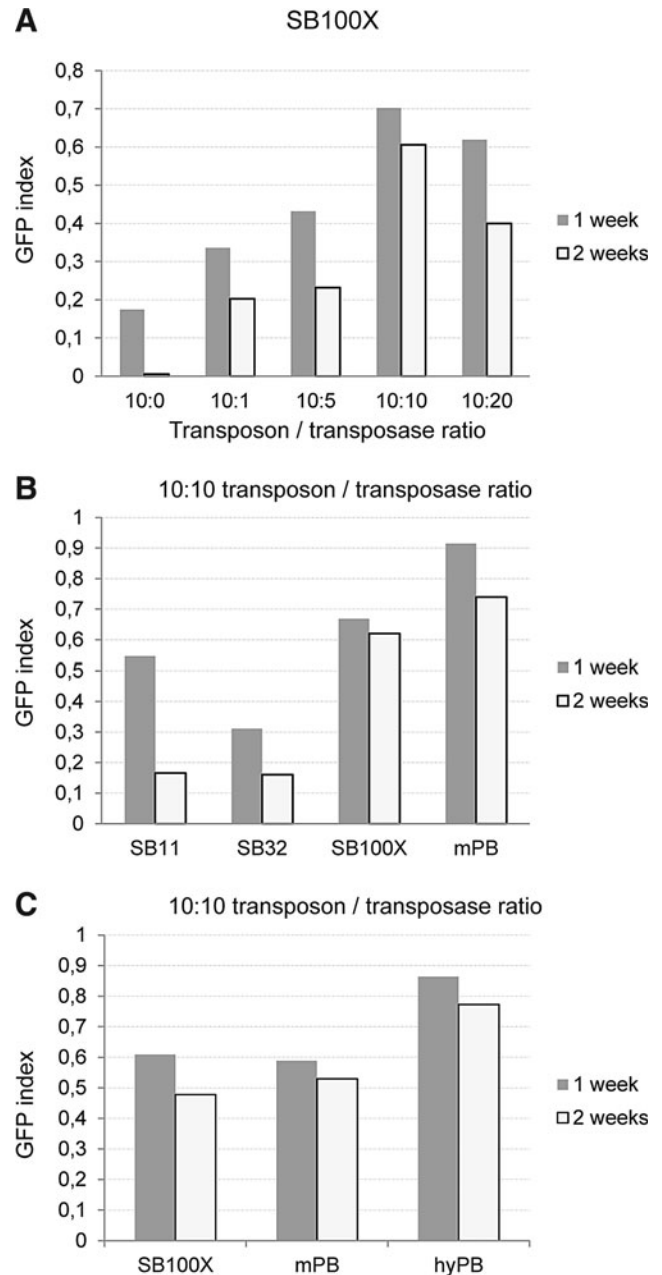 A
SB100X
0,8
0,7
0,6
0,5
0,4
0,3
0,2
0,1
0
GFP index
1 week
2 weeks
10:0 10:1 10:5 10:10 10:20
Transposon / transposase ratio
B
10:10 transposon / transposase ratio
1
0,9
0,8
0,7
0,6
0,5
0,4
0,3
0,2
0,1
0
GFP index
1 week
2 weeks
SB11 SB32 SB100X mPB
C
10:10 transposon / transposase ratio
1
0,9
0,8
0,7
0,6
0,5
0,4
0,3
0,2
0,1
0
GFP index
1 week
2 weeks
SB100X mPB hyPB